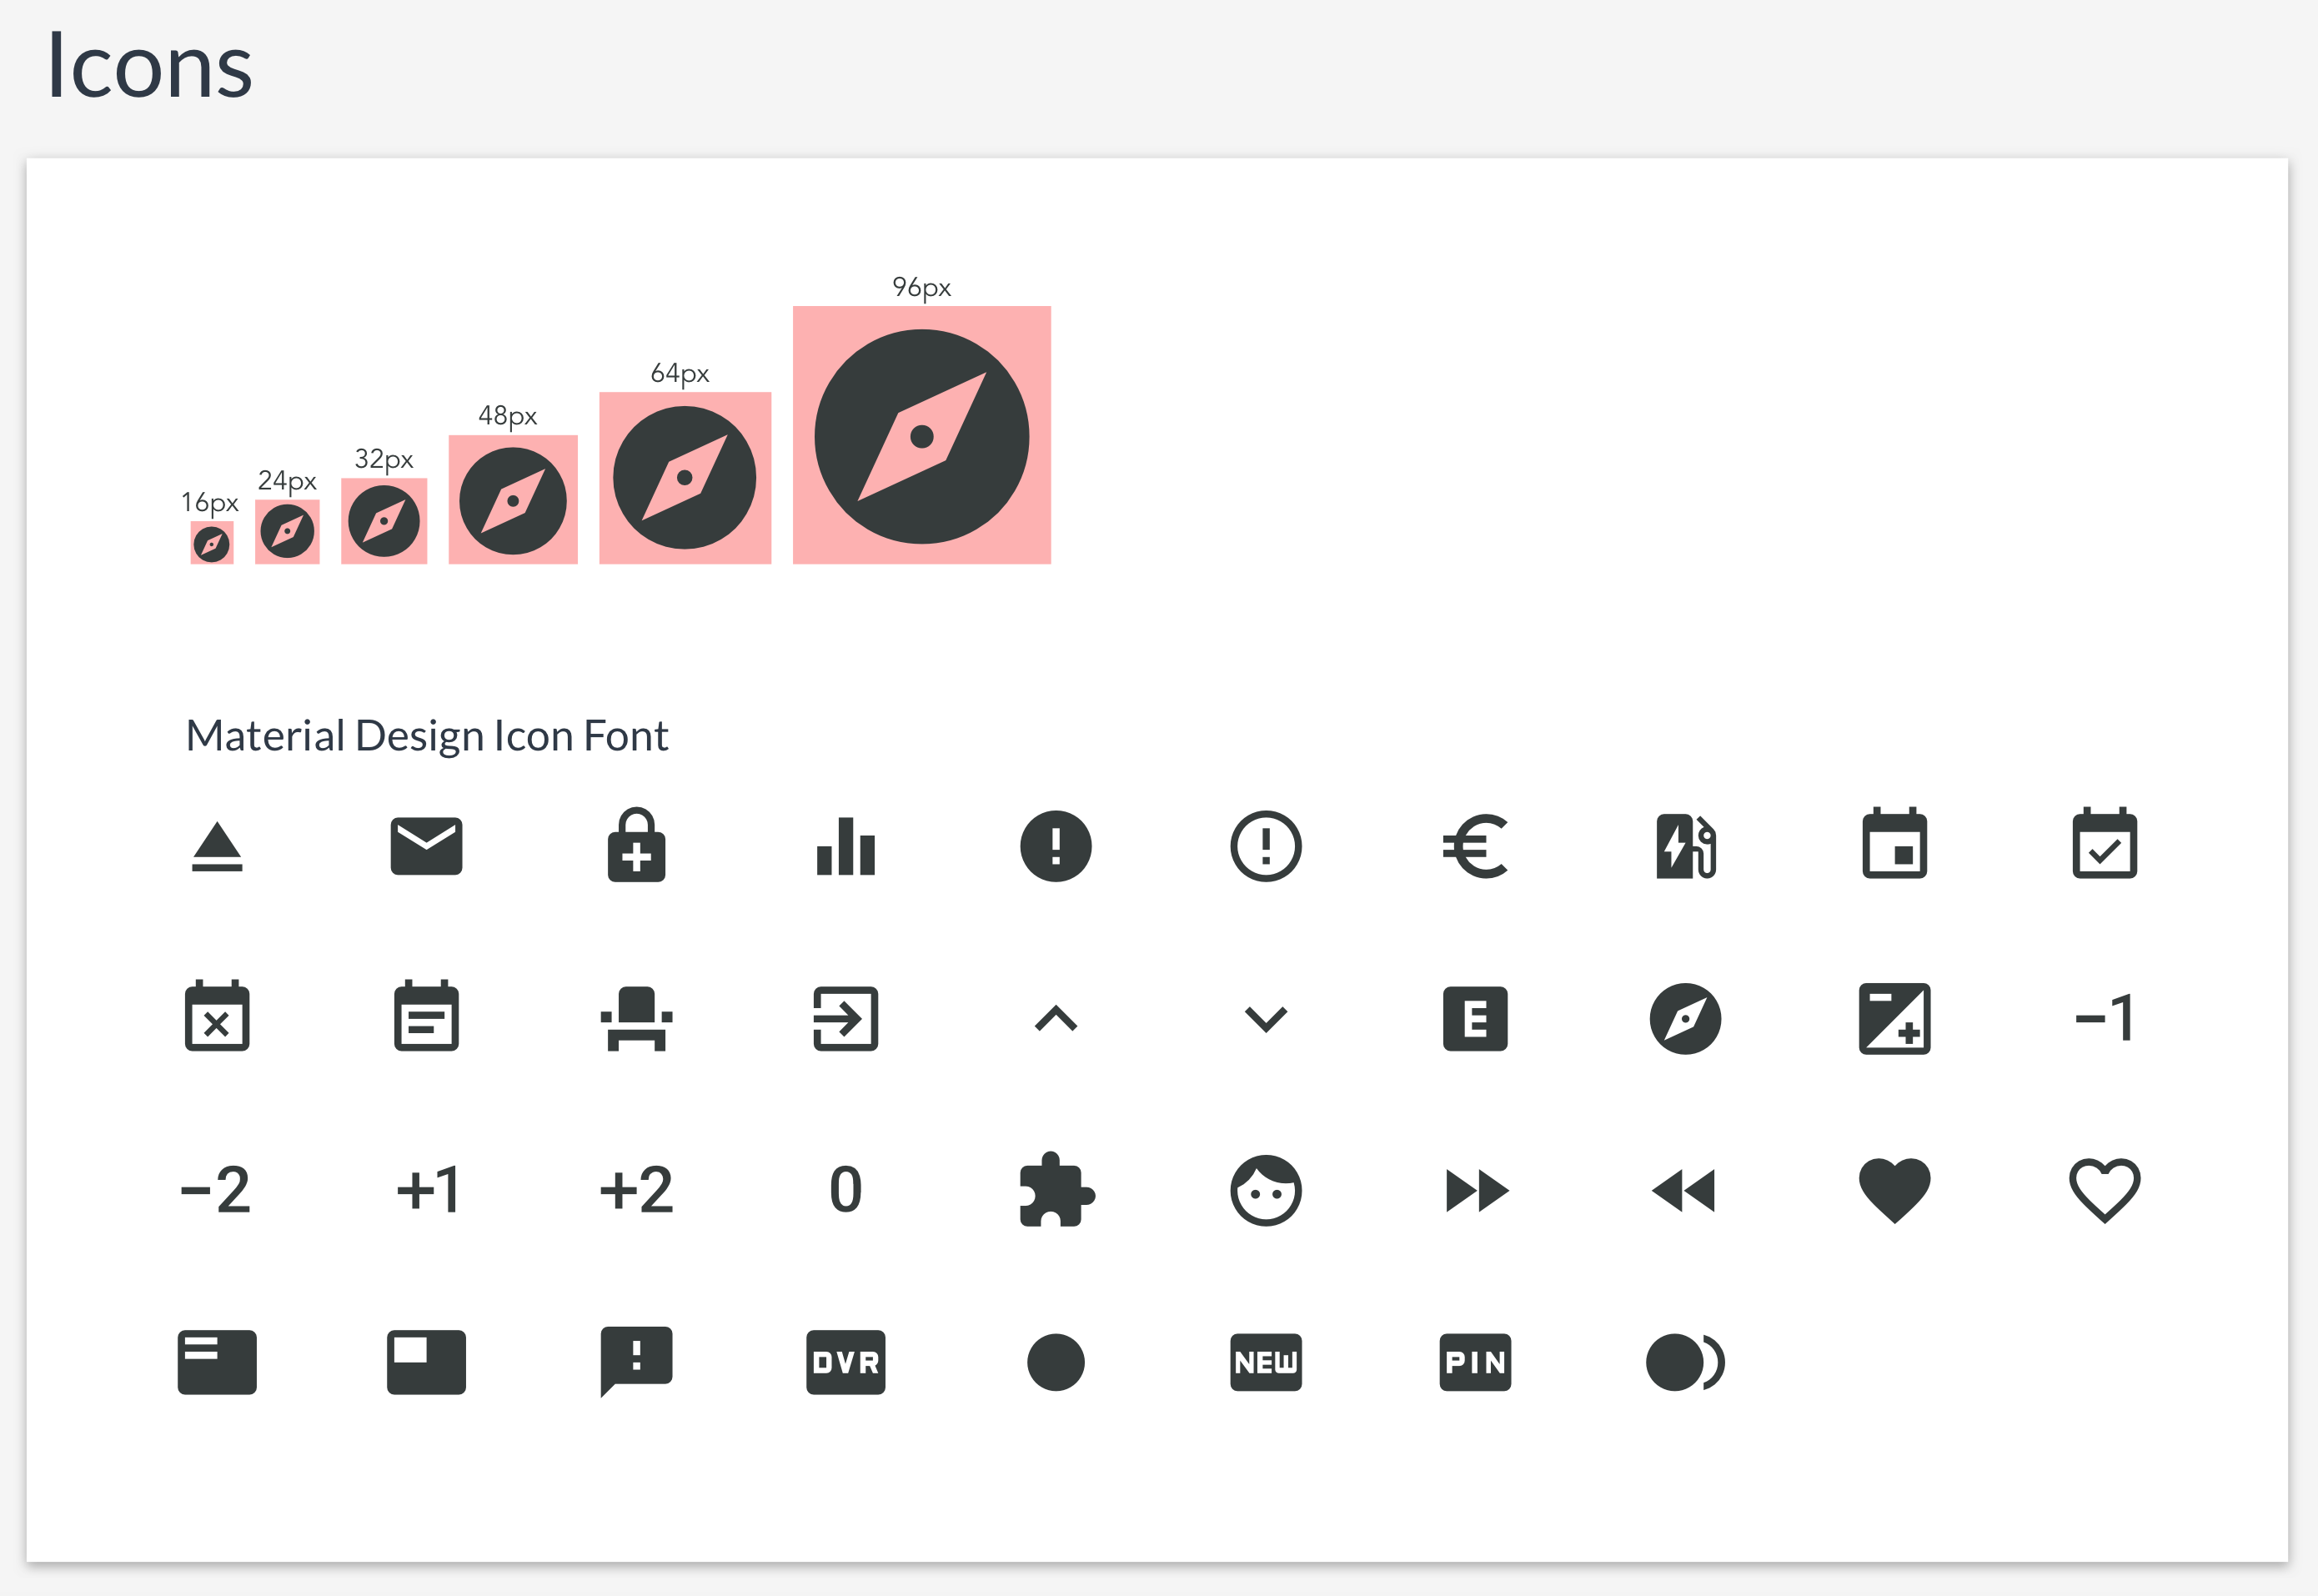 Icons
96px
64px
48px
32px
24px
16px
Material Design Icon Font
E −1
−2 +1 +2 0
DVR NEW PIN